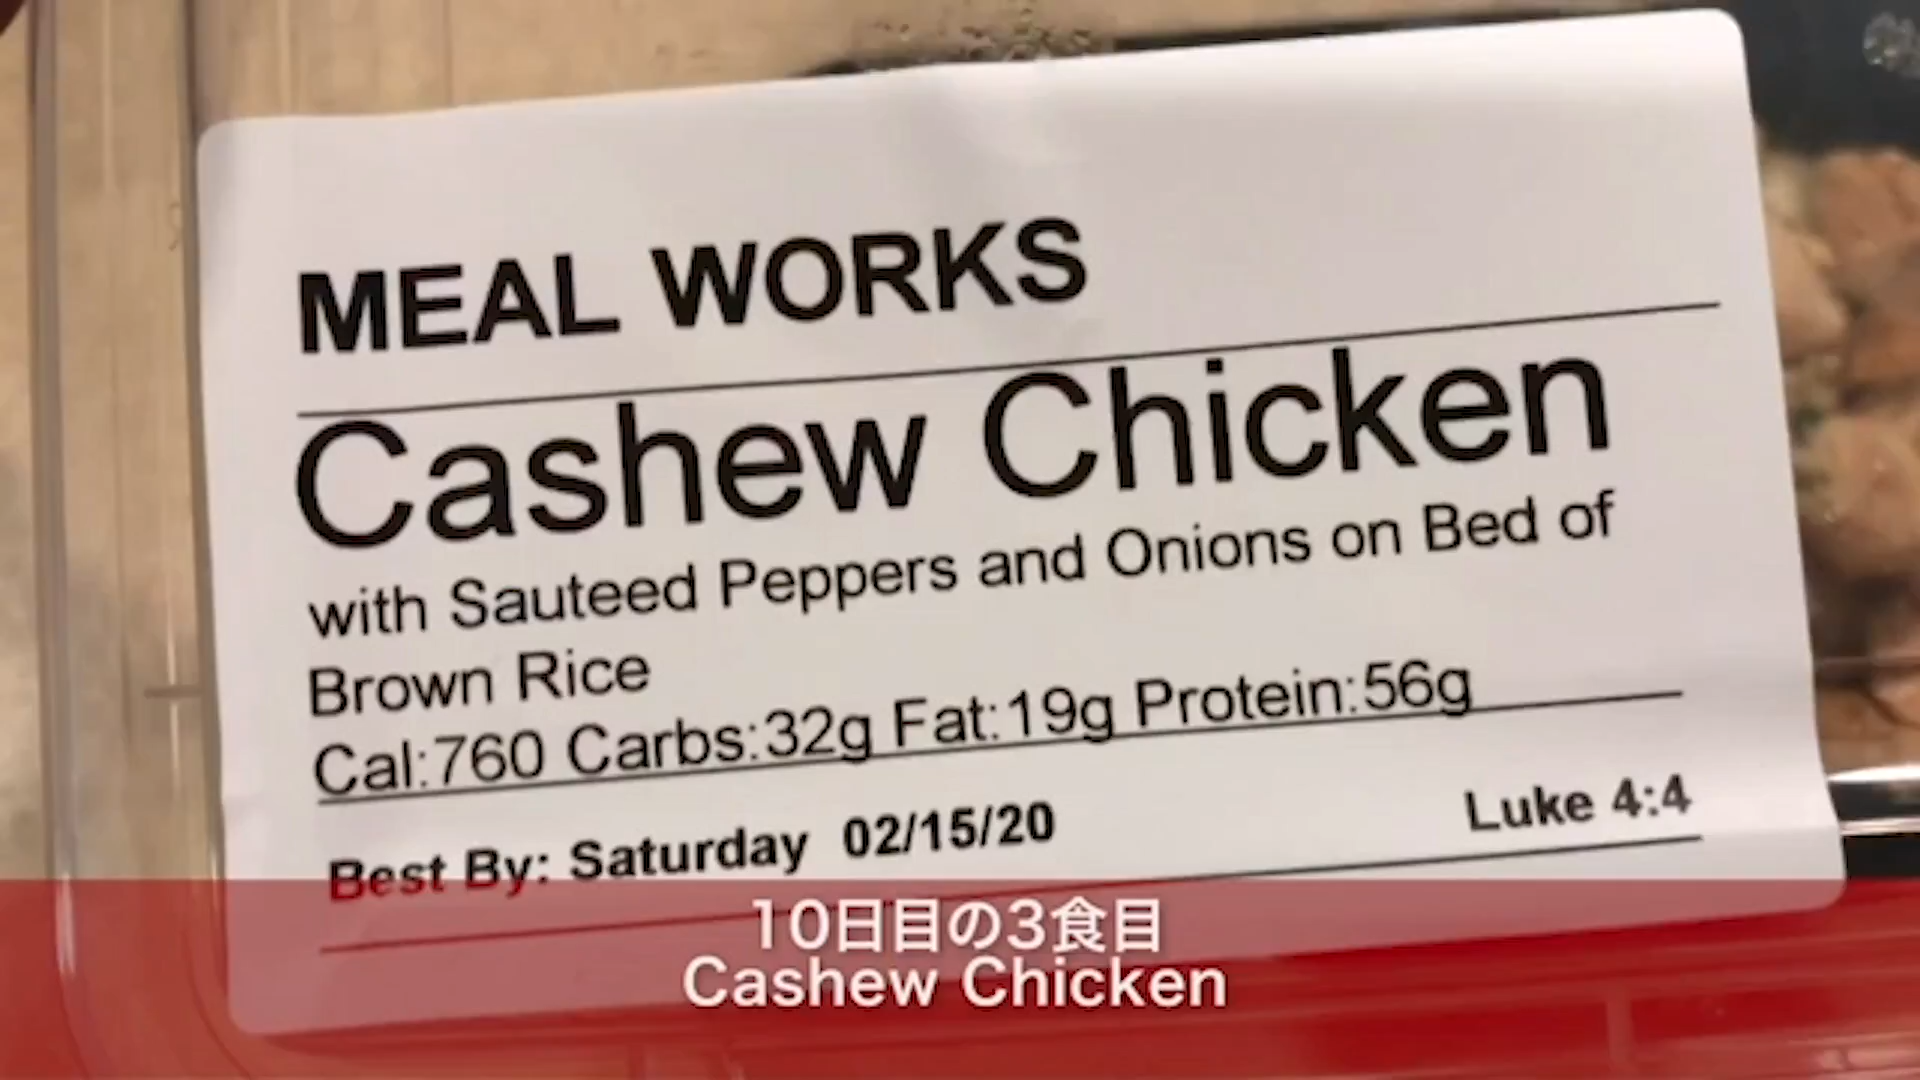 MEAL WORKS
Cashew Chicken
with Sauteed Peppers and Onions on Bed of
Brown Rice
Cal:760 Carbs:32g Fat:19g Protein:56g
Best By: Saturday 02/15/20
Luke 4:4
10日目の3食目
Cashew Chicken